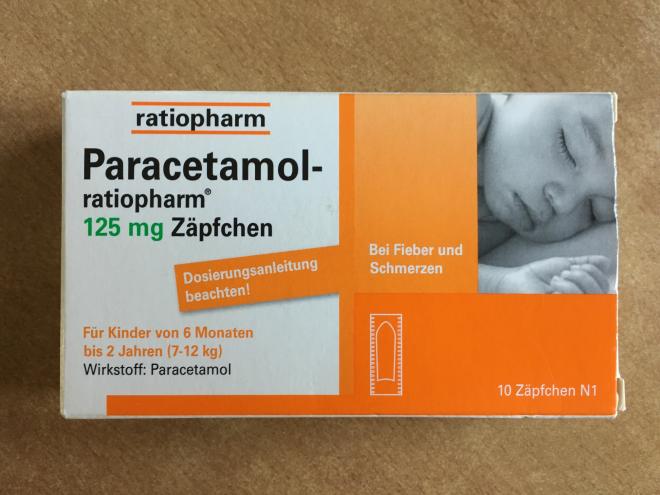 ratiopharm
Paracetamol-
ratiopharm®
125 mg Zäpfchen
Dosierungsanleitung
beachten!
Für Kinder von 6 Monaten
bis 2 Jahren (7-12 kg)
Wirkstoff: Paracetamol
Bei Fieber und
Schmerzen
10 Zäpfchen N1